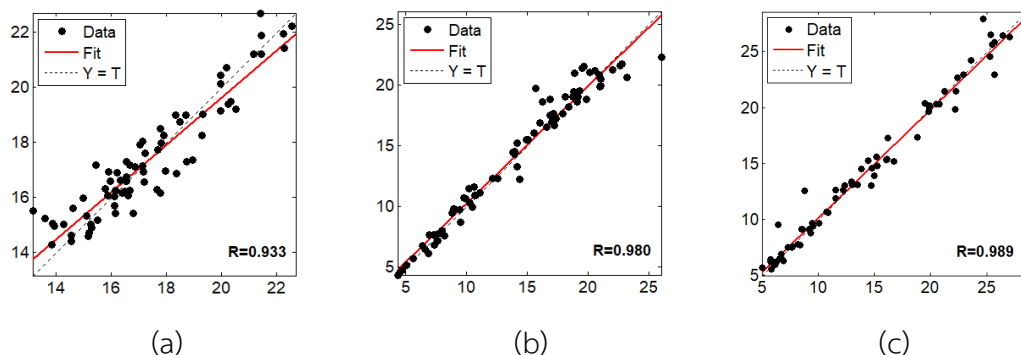 22
20
18
16
14
14 16 18 20 22
Data
Fit
Y = T
R=0.933
(a)
25
20
15
10
5
5 10 15 20 25
Data
Fit
Y = T
R=0.980
(b)
25
20
15
10
5
5 10 15 20 25
Data
Fit
Y = T
R=0.989
(c)